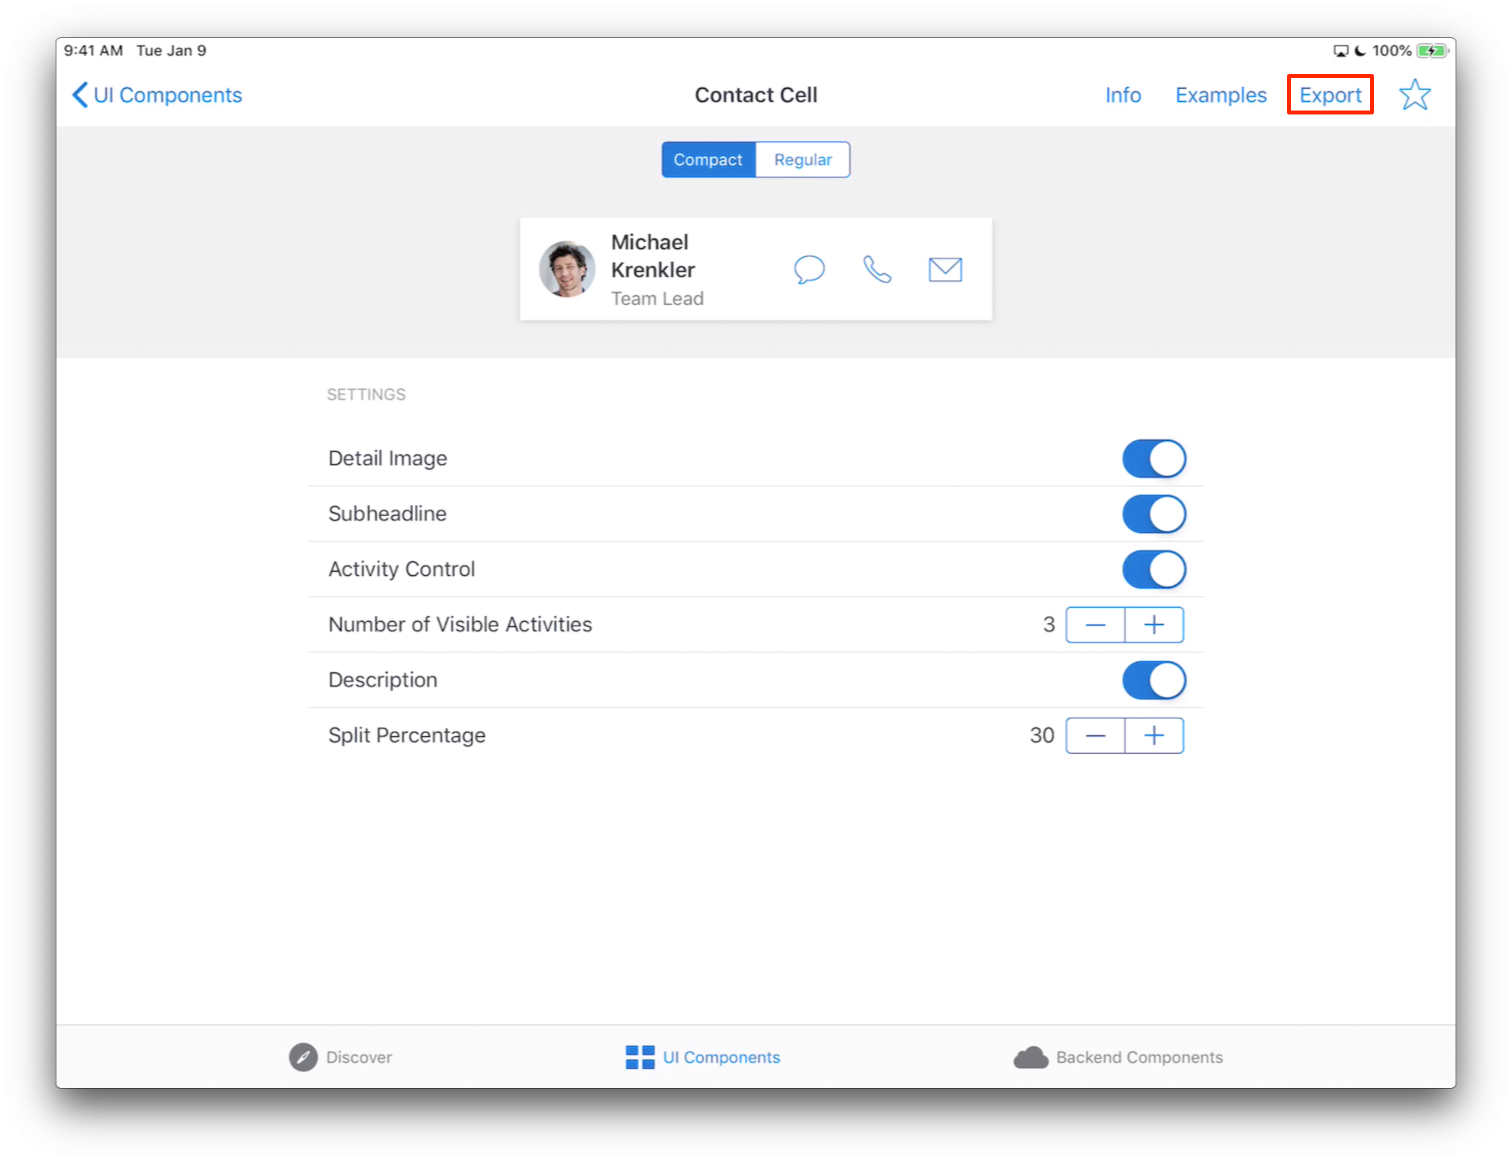 9:41 AM Tue Jan 9 100%
UI Components Contact Cell Info Examples Export
Compact Regular
Michael
Krenkler
Team Lead
SETTINGS
Detail Image
Subheadline
Activity Control
Number of Visible Activities 3
Description
Split Percentage 30
Discover UI Components Backend Components